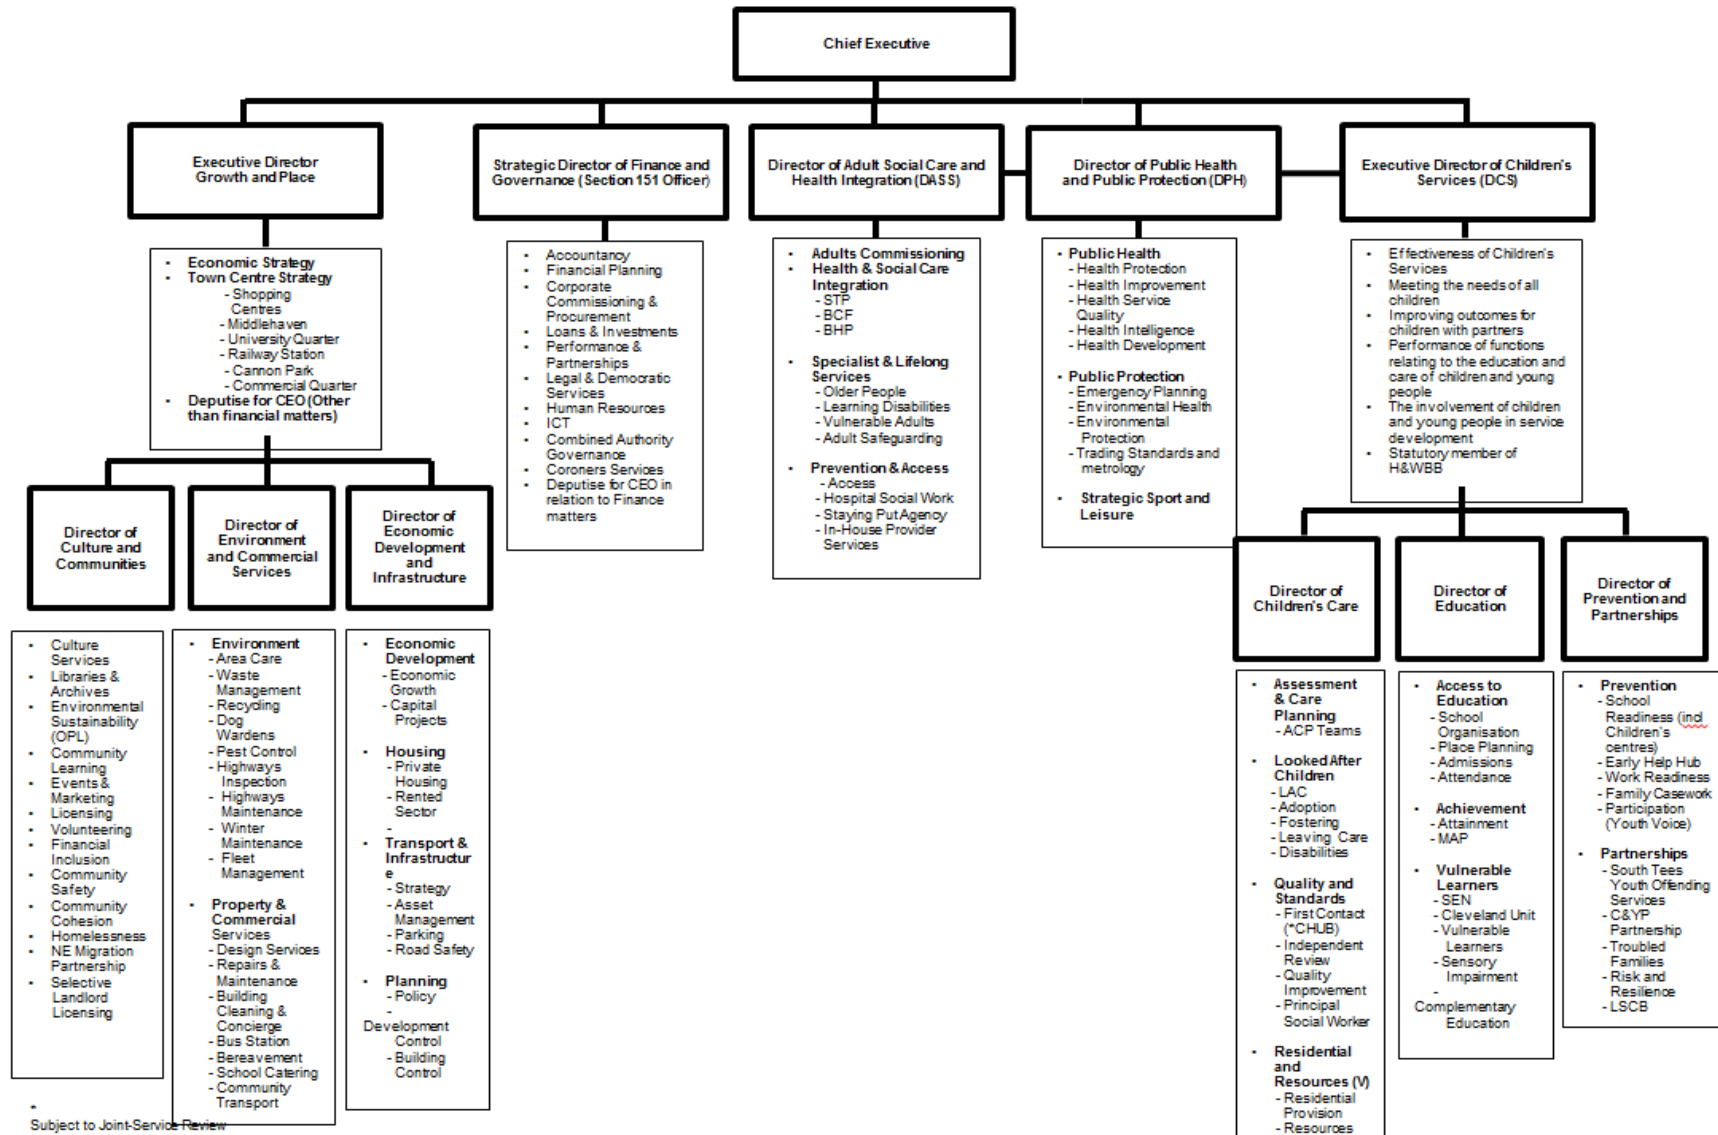 Chief Executive
Executive Director
Growth and Place
Strategic Director of Finance and
Governance (Section 151 Officer)
Director of Adult Social Care and
Health Integration (DASS)
Director of Public Health
and Public Protection (DPH)
Executive Director of Children's
Services (DCS)
• Economic Strategy
• Town Centre Strategy
- Shopping
Centres
- Middlehaven
- University Quarter
- Railway Station
- Cannon Park
- Commercial Quarter
• Deputise for CEO (Other
than financial matters)
• Accountancy
• Financial Planning
• Corporate
Commissioning &
Procurement
• Loans & Investments
• Performance &
Partnerships
• Legal & Democratic
Services
• Human Resources
• ICT
• Combined Authority
Governance
• Coroners Services
• Deputise for CEO in
relation to Finance
matters
• Adults Commissioning
• Health & Social Care
Integration
- STP
- BCF
- BHP
• Specialist & Lifelong
Services
- Older People
- Learning Disabilities
- Vulnerable Adults
- Adult Safeguarding
• Prevention & Access
- Access
- Hospital Social Work
- Staying Put Agency
- In-House Provider
Services
• Public Health
- Health Protection
- Health Improvement
- Health Service
Quality
- Health Intelligence
- Health Development
• Public Protection
- Emergency Planning
- Environmental Health
- Environmental
Protection
- Trading Standards and
metrology
• Strategic Sport and
Leisure
• Effectiveness of Children's
Services
• Meeting the needs of all
children
• Improving outcomes for
children with partners
• Performance of functions
relating to the education and
care of children and young
people
• The involvement of children
and young people in service
development
• Statutory member of
H&WBB
Director of
Culture and
Communities
Director of
Environment
and Commercial
Services
Director of
Economic
Development
and
Infrastructure
Director of
Children's Care
Director of
Education
Director of
Prevention and
Partnerships
• Culture
Services
• Libraries &
Archives
• Environmental
Sustainability
(OPL)
• Community
Learning
• Events &
Marketing
• Licensing
• Volunteering
• Financial
Inclusion
• Community
Safety
• Community
Cohesion
• Homelessness
• NE Migration
Partnership
• Selective
Landlord
Licensing
• Environment
- Area Care
- Waste
Management
- Recycling
- Dog
Wardens
- Pest Control
- Highways
Inspection
- Highways
Maintenance
- Winter
Maintenance
- Fleet
Management
• Property &
Commercial
Services
- Design Services
- Repairs &
Maintenance
- Building
Cleaning &
Concierge
- Bus Station
- Bereavement
- School Catering
- Community
Transport
• Economic
Development
- Economic
Growth
- Capital
Projects
• Housing
- Private
Housing
- Rented
Sector
-
• Transport &
Infrastructur
e
- Strategy
- Asset
Management
- Parking
- Road Safety
• Planning
- Policy
-
Development
Control
- Building
Control
• Assessment
& Care
Planning
- ACP Teams
• Looked After
Children
- LAC
- Adoption
- Fostering
- Leaving Care
- Disabilities
• Quality and
Standards
- First Contact
(*CHUB)
- Independent
Review
- Quality
Improvement
- Principal
Social Worker
• Residential
and
Resources (V)
- Residential
Provision
- Resources
• Access to
Education
- School
Organisation
- Place Planning
- Admissions
- Attendance
• Achievement
- Attainment
- MAP
• Vulnerable
Learners
- SEN
- Cleveland Unit
- Vulnerable
Learners
- Sensory
Impairment
-
Complementary
Education
• Prevention
- School
Readiness (incl
Children's
centres)
- Early Help Hub
- Work Readiness
- Family Casework
- Participation
(Youth Voice)
• Partnerships
- South Tees
Youth Offending
Services
- C&YP
Partnership
- Troubled
Families
- Risk and
Resilience
- LSCB
*
Subject to Joint-Service Review